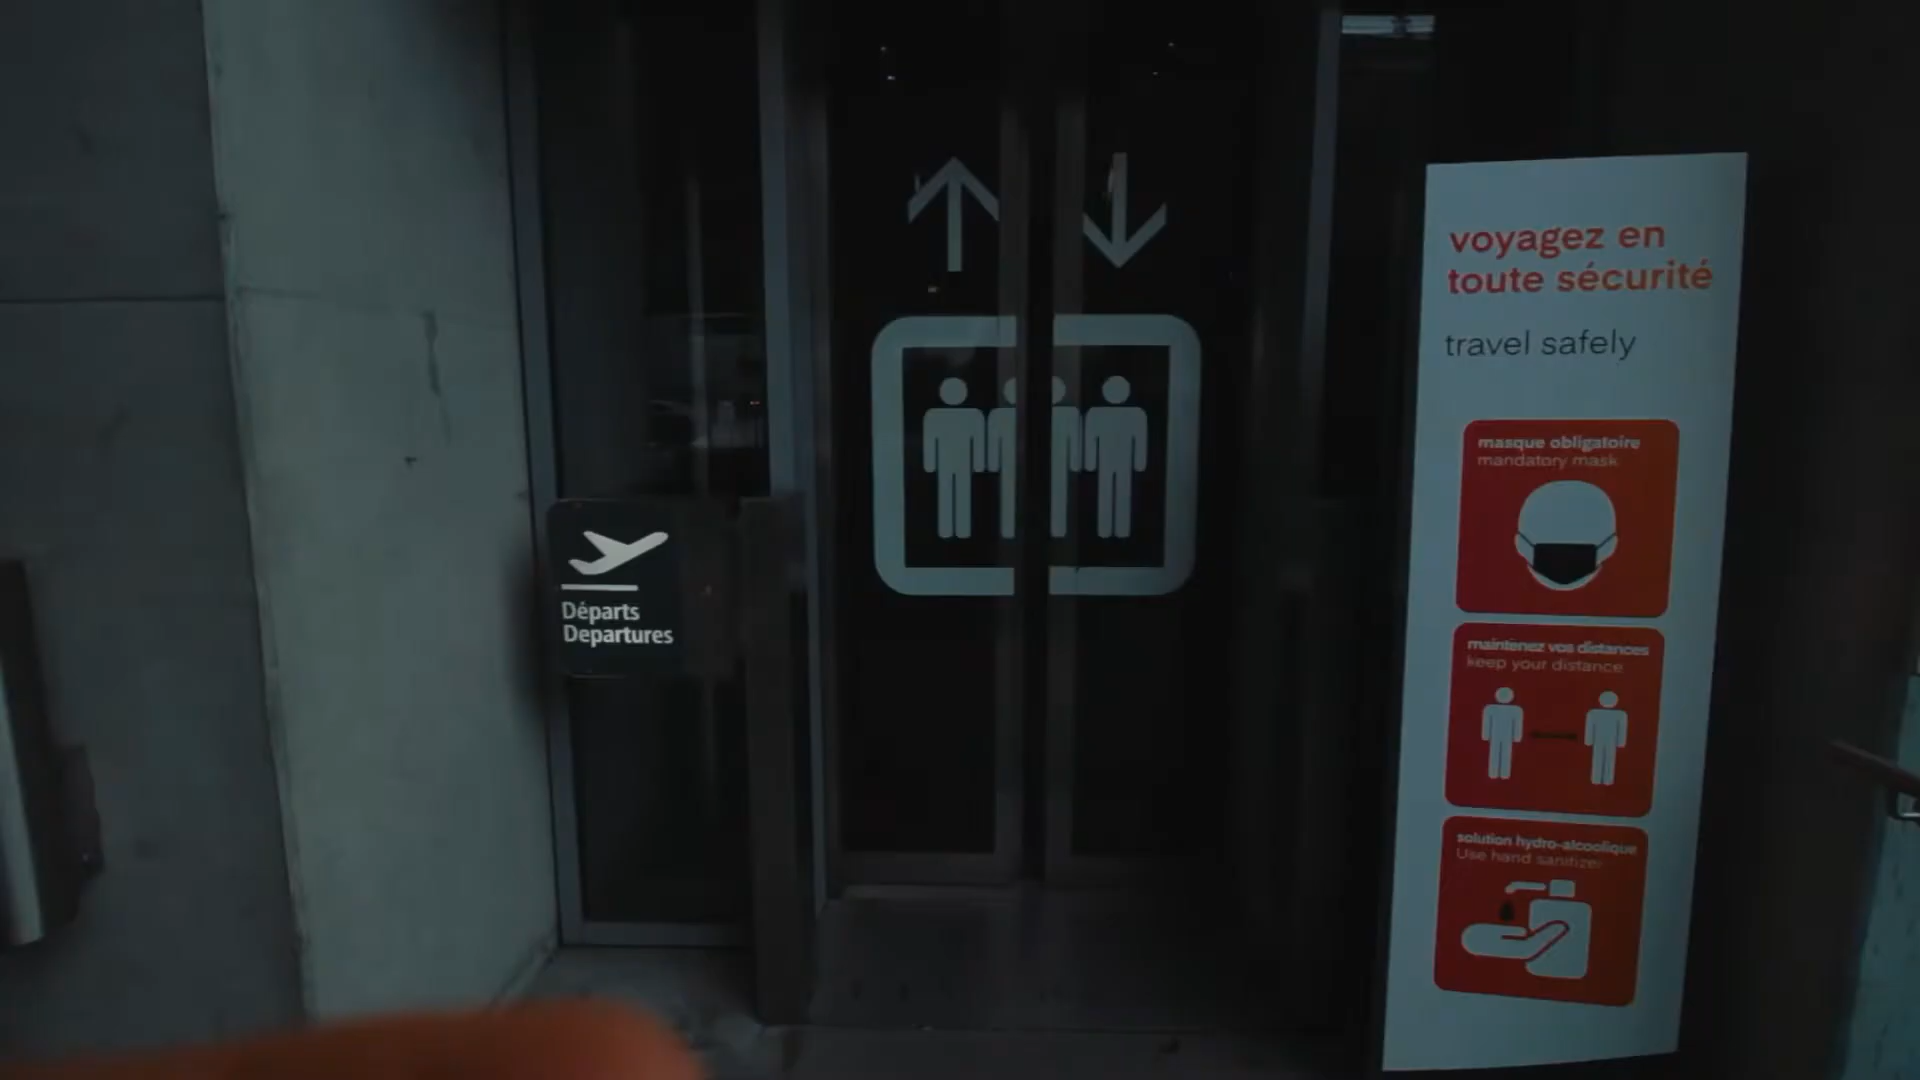 Départs
Departures
voyagez en
toute sécurité
travel safely
masque obligatoire
mandatory mask
maintenez vos distances
keep your distance
solution hydro-alcoolique
Use hand sanitizer